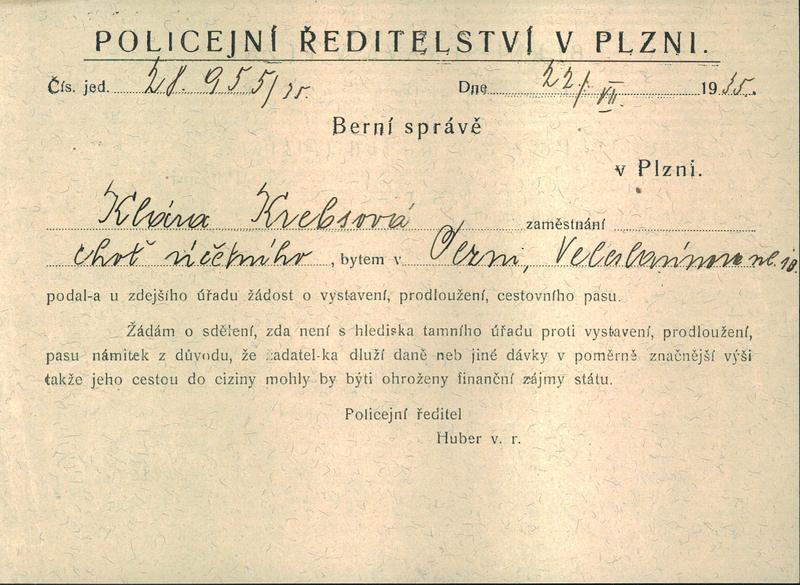 POLICEJNÍ ŘEDITELSTVÍ V PLZNI.
Čís. jed. 28.955/35. Dne 22/VII. 1935.
Berní správě
v Plzni.
Klára Krebsová zaměstnání
choť účetního, bytem v Plzni, Veleslavínova ul. 10.
podal-a u zdejšího úřadu žádost o vystavení, prodloužení, cestovního pasu.
Žádám o sdělení, zda není s hlediska tamního úřadu proti vystavení, prodloužení,
pasu námitek z důvodu, že žadatel-ka dluží daně neb jiné dávky v poměrně značnější výši
takže jeho cestou do ciziny mohly by býti ohroženy finanční zájmy státu.
Policejní ředitel
Huber v. r.